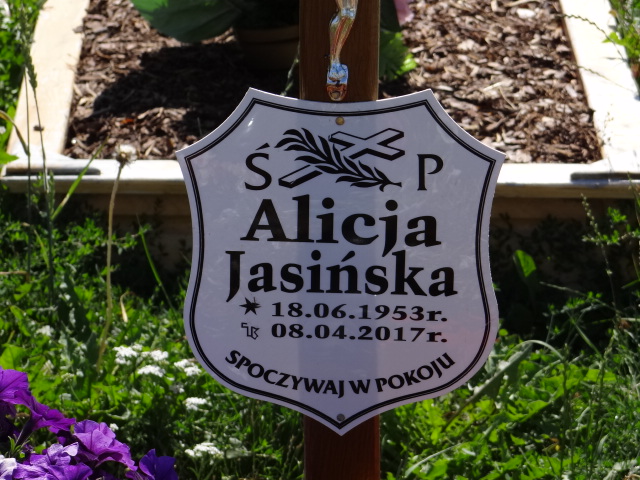 Ś P
Alicja
Jasińska
18.06.1953r.
08.04.2017r.
SPOCZYWAJ W POKOJU